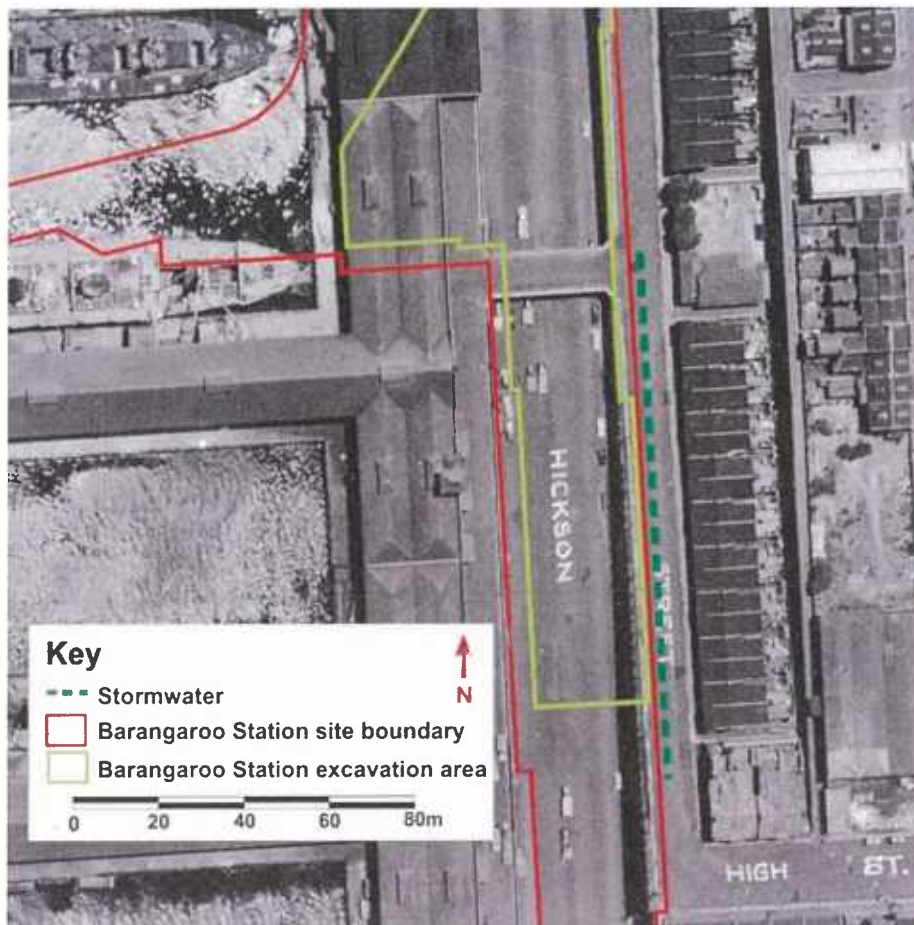 HICKSON
STREET
HIGH ST.
Key
N
Stormwater
Barangaroo Station site boundary
Barangaroo Station excavation area
0 20 40 60 80m